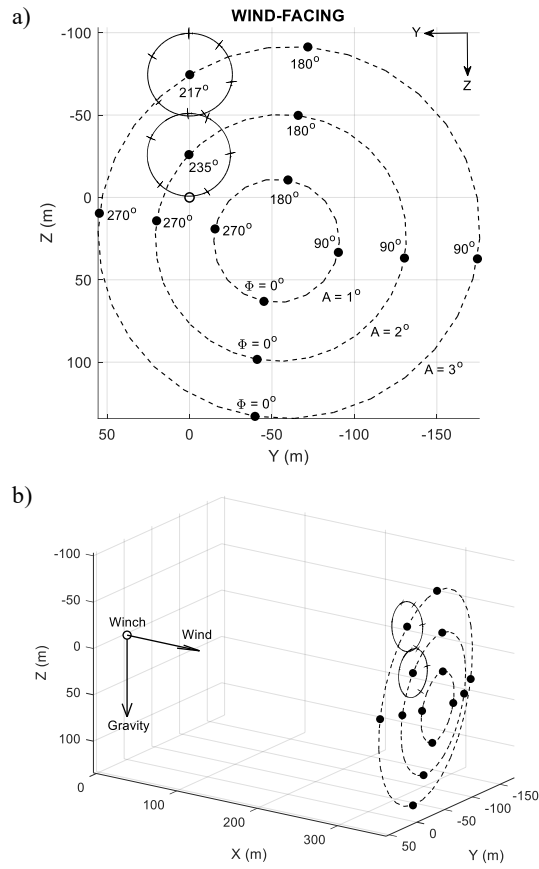 a)
WIND-FACING
-100
-50
0
50
100
Z (m)
50
0
-50
-100
-150
Y (m)
Y
Z
180°
217°
180°
235°
180°
270°
270°
270°
90°
90°
90°
Φ = 0°
A = 1°
A = 2°
Φ = 0°
A = 3°
Φ = 0°
b)
-100
-50
0
50
100
Z (m)
Winch
Wind
Gravity
0
100
200
300
X (m)
50
0
-50
-100
-150
Y (m)